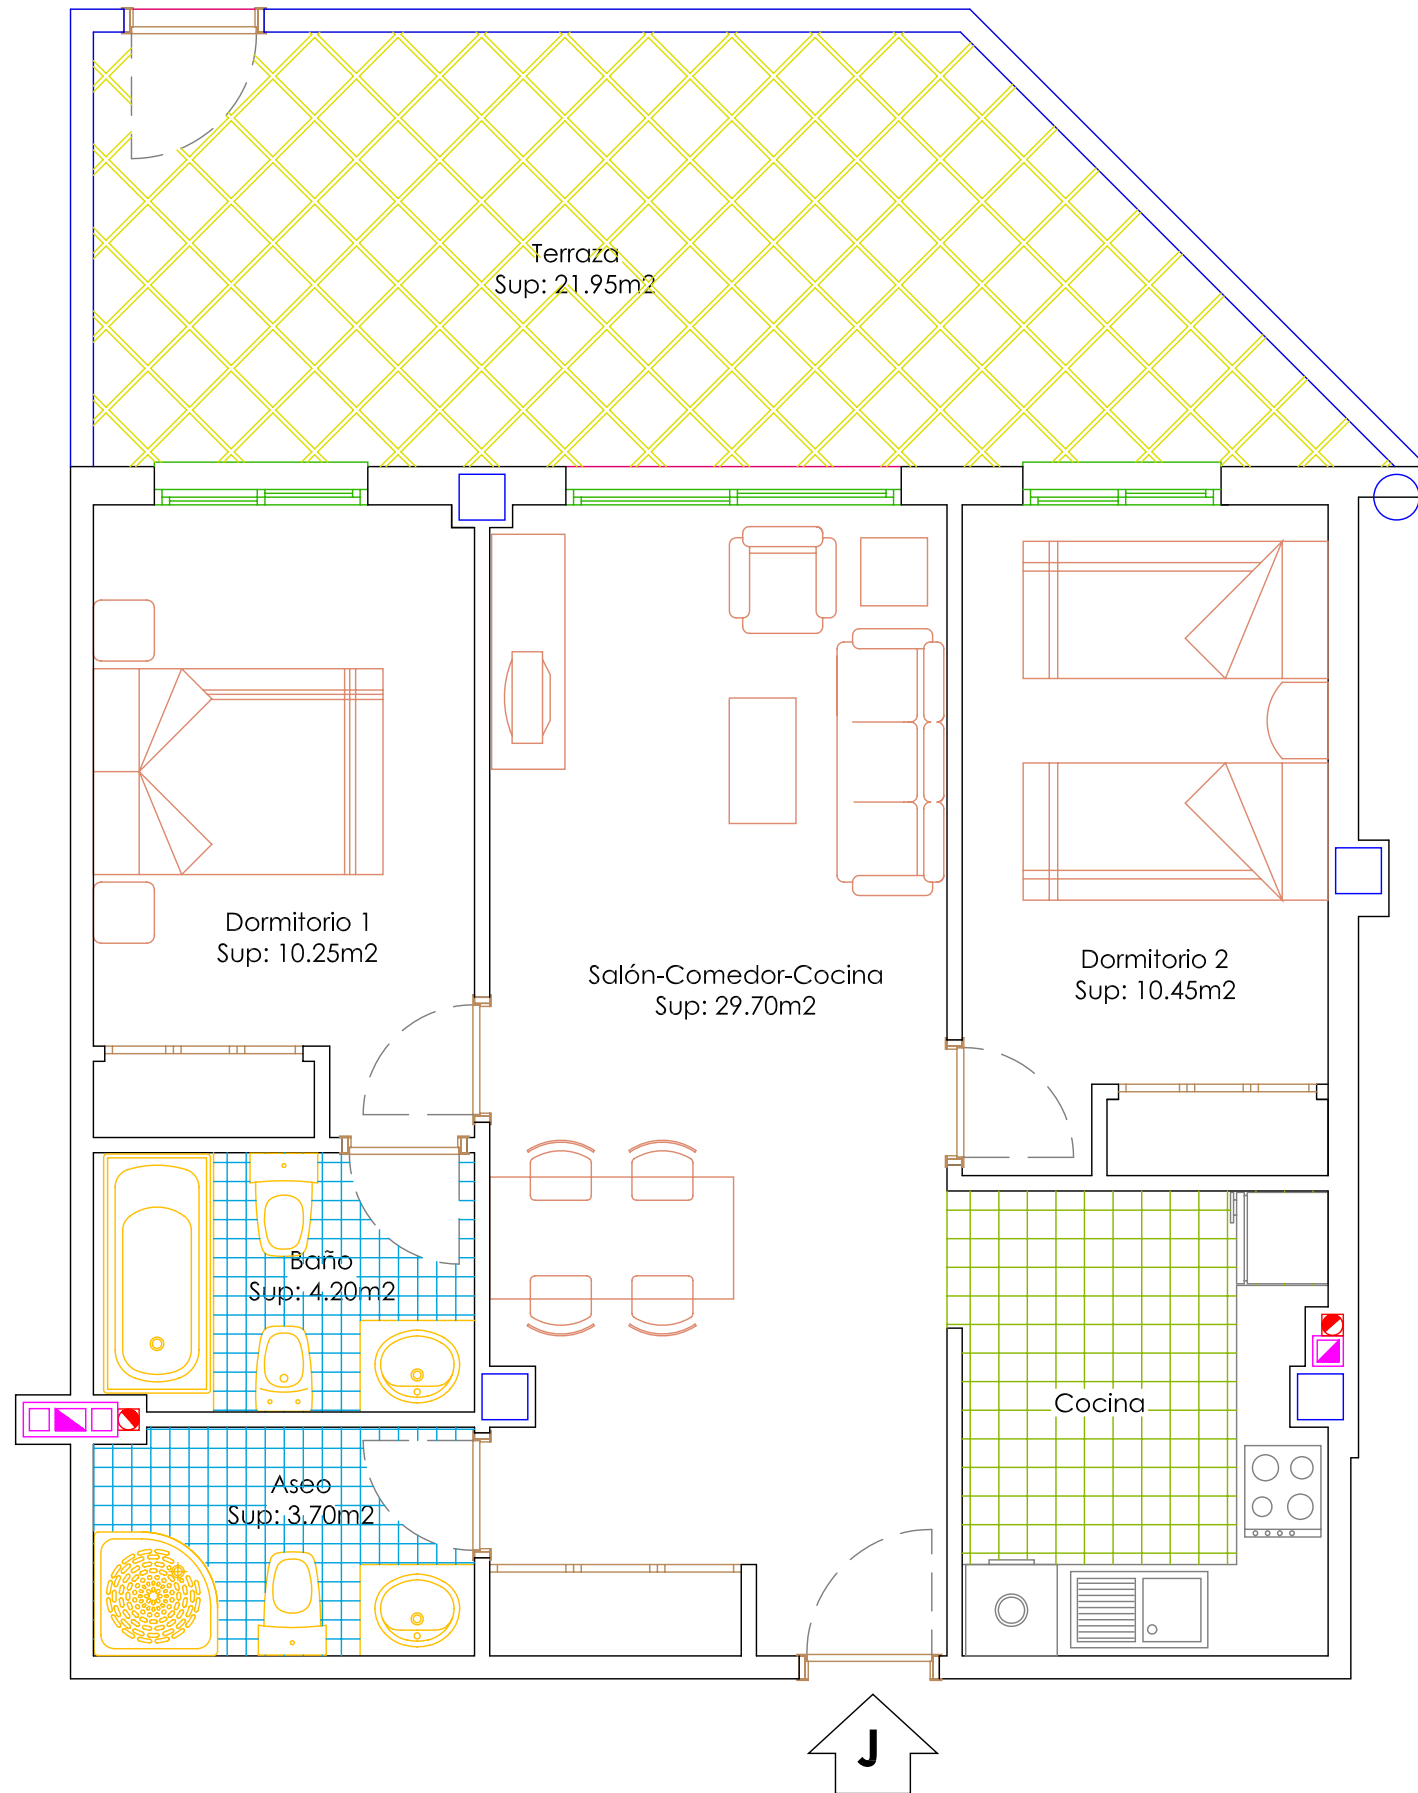 Terraza
Sup: 21.95m2
Dormitorio 1
Sup: 10.25m2
Salón-Comedor-Cocina
Sup: 29.70m2
Dormitorio 2
Sup: 10.45m2
Baño
Sup: 4.20m2
Cocina
Aseo
Sup: 3.70m2
J